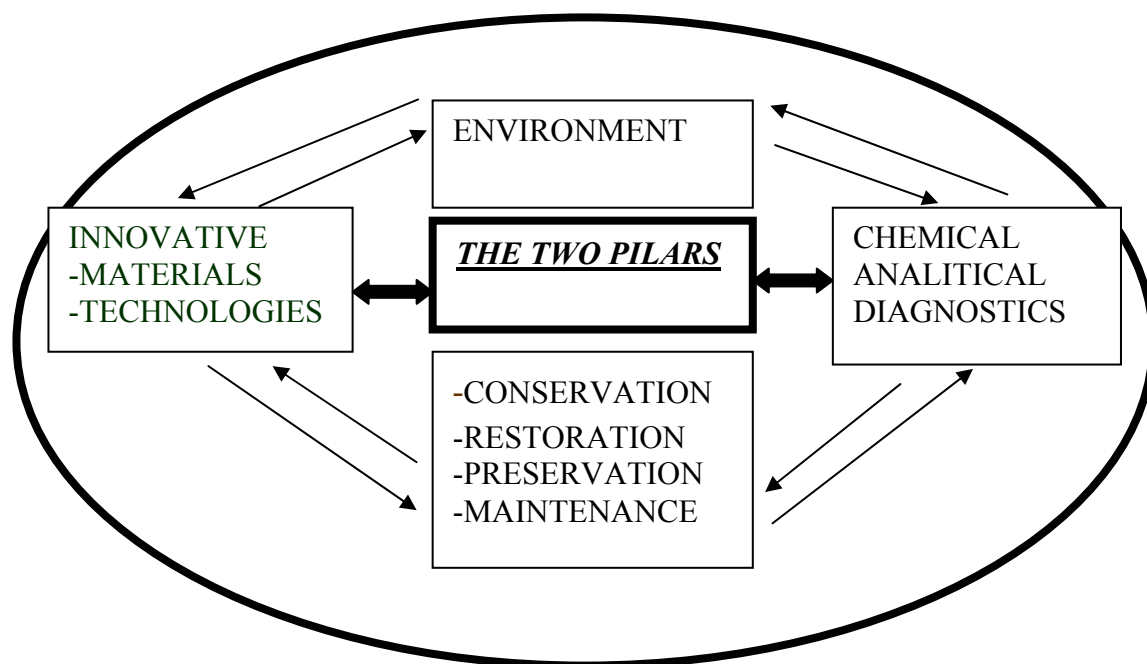 ENVIRONMENT
INNOVATIVE
-MATERIALS
-TECHNOLOGIES
THE TWO PILARS
CHEMICAL
ANALITICAL
DIAGNOSTICS
-CONSERVATION
-RESTORATION
-PRESERVATION
-MAINTENANCE